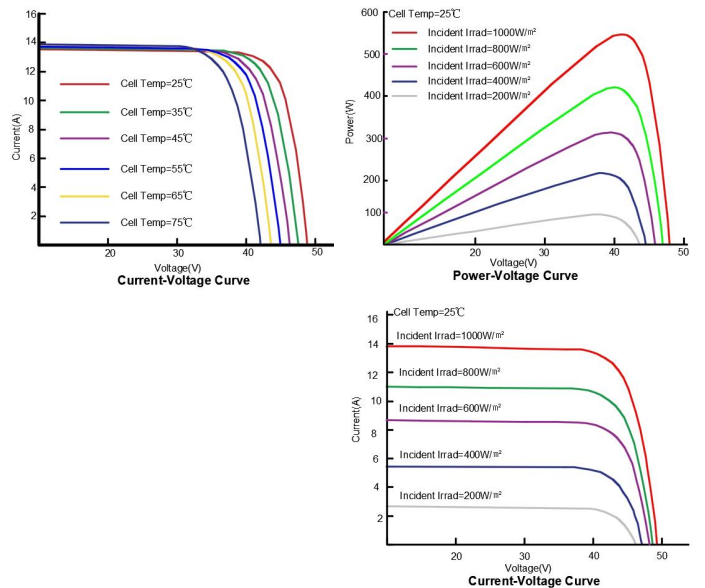 16
14
12
10
8
6
4
2
Current(A)
Cell Temp=25℃
Cell Temp=35℃
Cell Temp=45℃
Cell Temp=55℃
Cell Temp=65℃
Cell Temp=75℃
20
30
40
50
Voltage(V)
Current-Voltage Curve
Power(W)
Cell Temp=25℃
600
400
300
200
100
Power(W)
Incident Irrad=1000W/m²
Incident Irrad=800W/m²
Incident Irrad=600W/m²
Incident Irrad=400W/m²
Incident Irrad=200W/m²
20
30
40
50
Voltage(V)
Power-Voltage Curve
Cell Temp=25℃
16
14
12
10
8
6
4
2
Current(A)
Incident Irrad=1000W/m²
Incident Irrad=800W/m²
Incident Irrad=600W/m²
Incident Irrad=400W/m²
Incident Irrad=200W/m²
20
30
40
50
Voltage(V)
Current-Voltage Curve